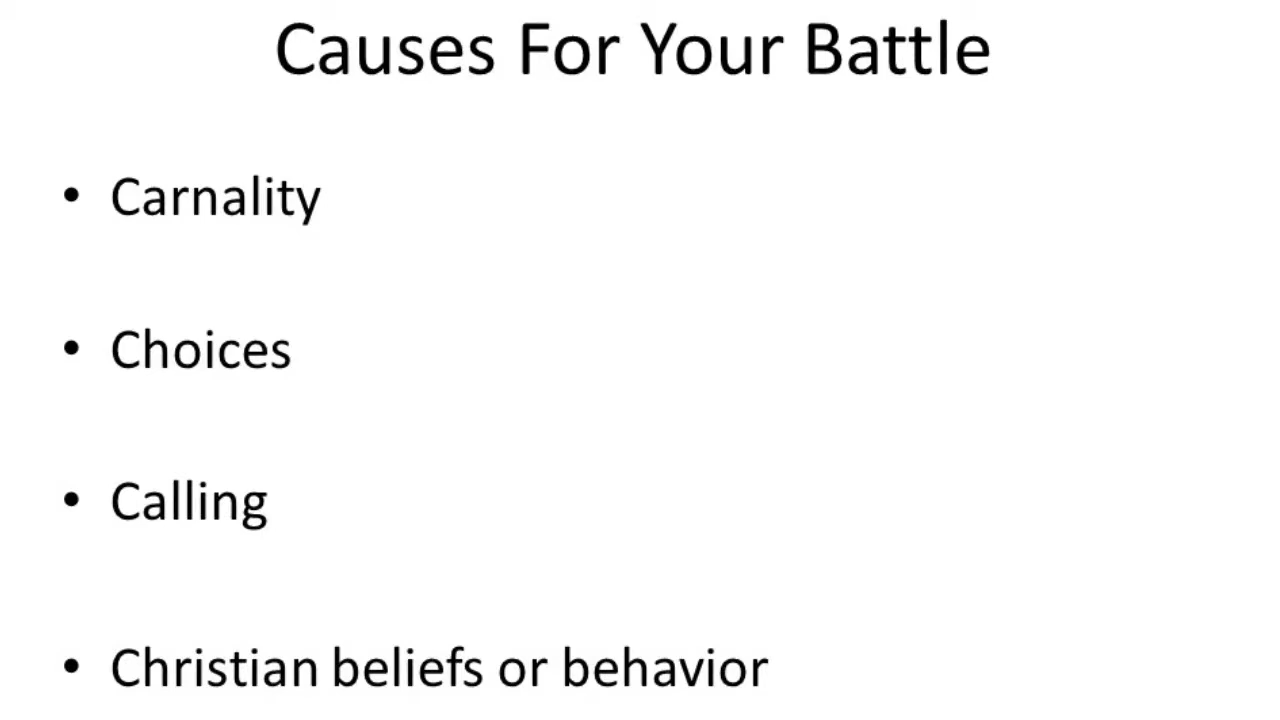 Causes For Your Battle
• Carnality
• Choices
• Calling
• Christian beliefs or behavior